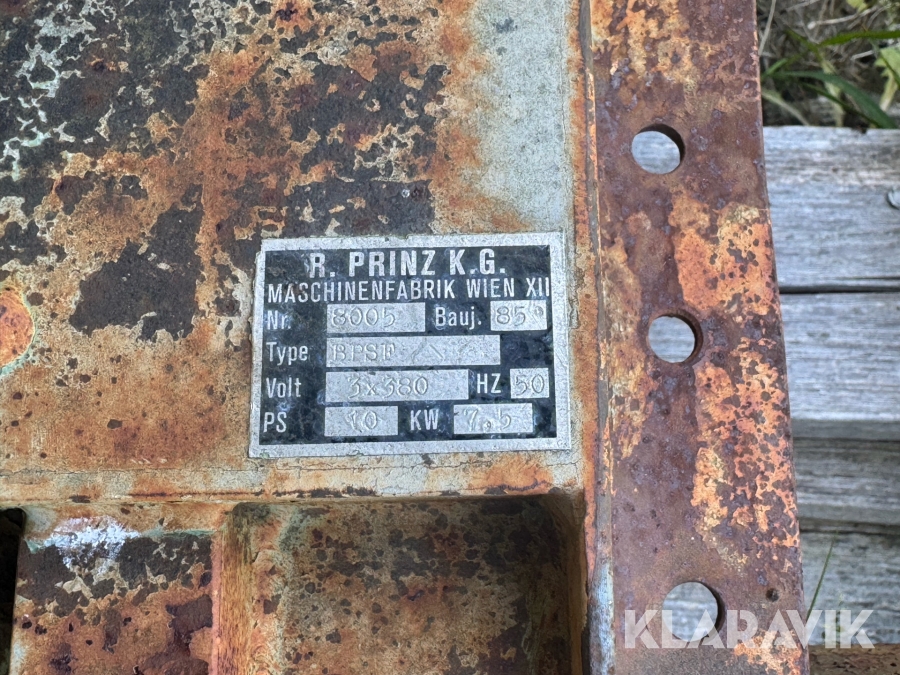 R. PRINZ K.G.
MASCHINENFABRIK WIEN XII
Nr. 8005 Bauj. 85
Type BPSF
Volt 3x380 HZ 50
PS 10 KW 7,5
KLARAVIK